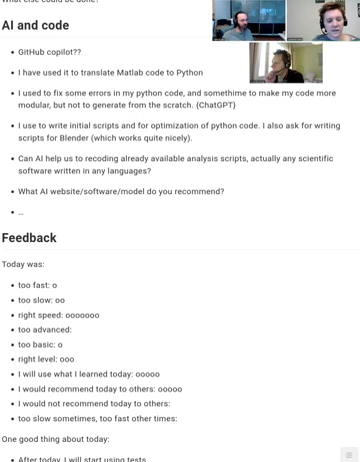 What else could be done?
AI and code
• GitHub copilot??
• I have used it to translate Matlab code to Python
• I used to fix some errors in my python code, and somethime to make my code more
modular, but not to generate from the scratch. (ChatGPT)
• I use to write initial scripts and for optimization of python code. I also ask for writing
scripts for Blender (which works quite nicely).
• Can AI help us to recoding already available analysis scripts, actually any scientific
software written in any languages?
• What AI website/software/model do you recommend?
• ...
Feedback
Today was:
• too fast: o
• too slow: oo
• right speed: ooooooo
• too advanced:
• too basic: o
• right level: ooo
• I will use what I learned today: ooooo
• I would recommend today to others: ooooo
• I would not recommend today to others:
• too slow sometimes, too fast other times:
One good thing about today:
• After today, I will start using tests